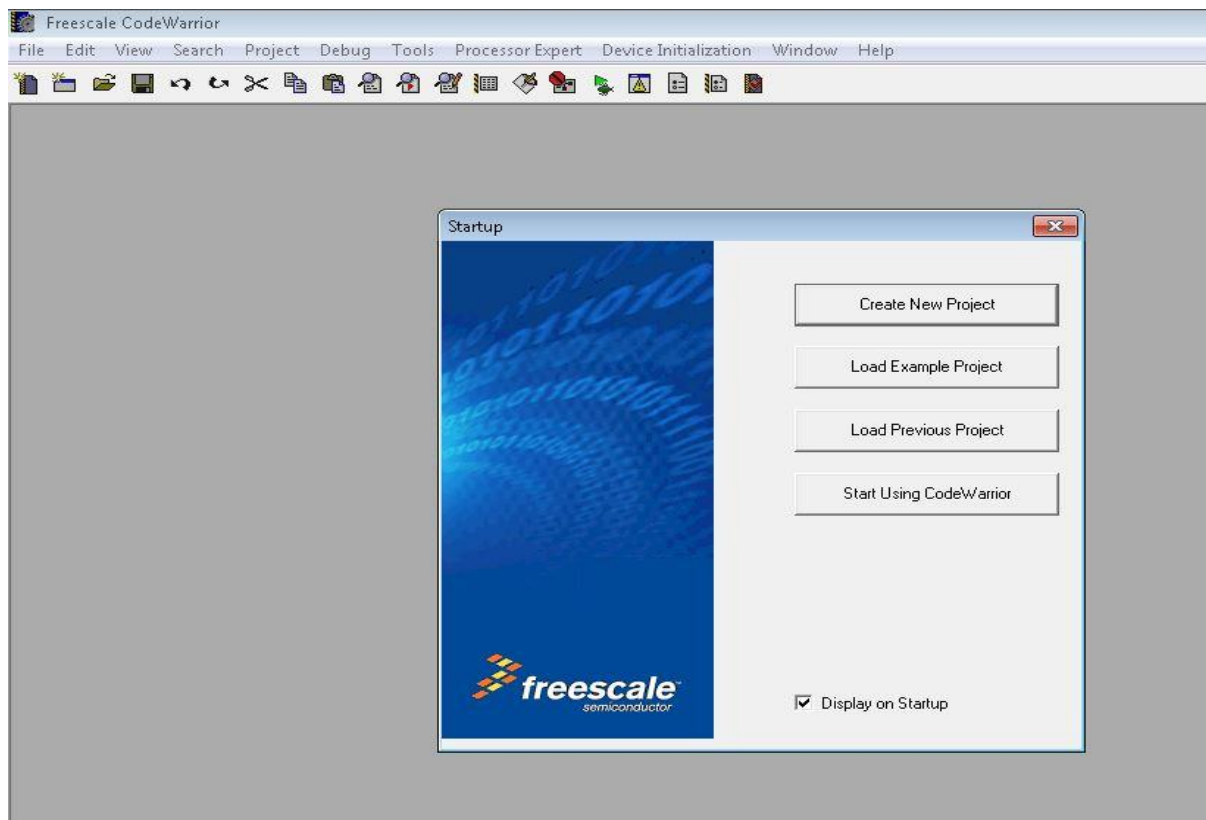 Freescale CodeWarrior
File Edit View Search Project Debug Tools Processor Expert Device Initialization Window Help
Startup
Create New Project
Load Example Project
Load Previous Project
Start Using CodeWarrior
freescale™
semiconductor
Display on Startup